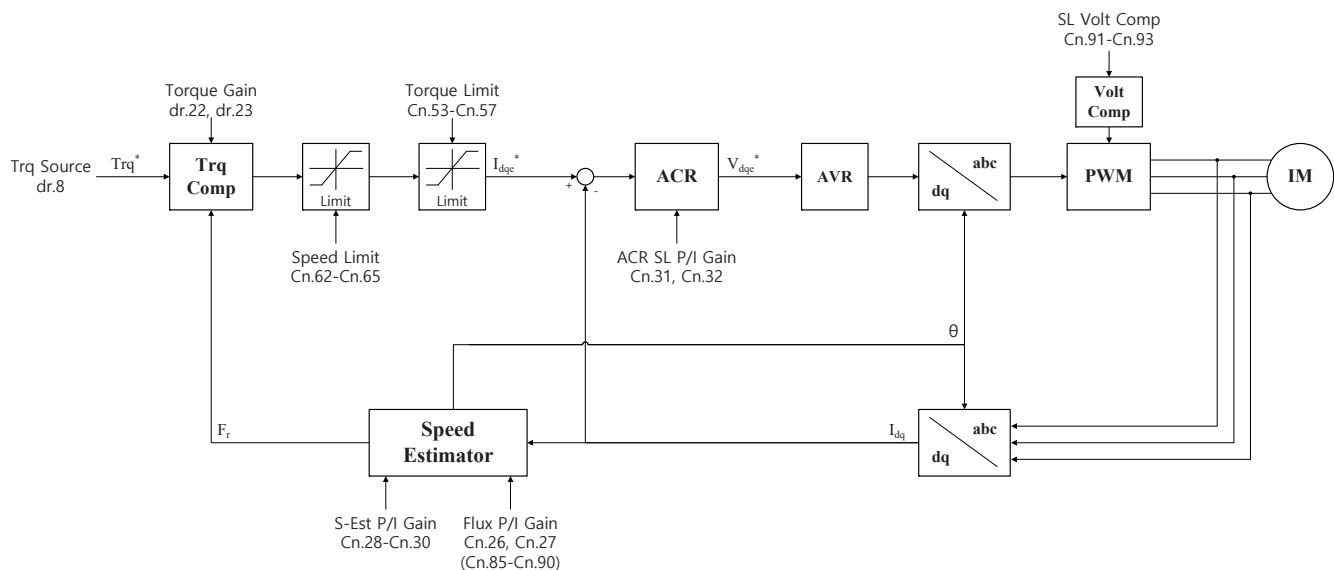 SL Volt Comp
Cn.91-Cn.93
Volt
Comp
Torque Gain
dr.22, dr.23
Torque Limit
Cn.53-Cn.57
Trq Source
dr.8
Trq*
Trq
Comp
Limit
Limit
Idqe*
+
-
ACR
Vdqe*
AVR
abc
dq
PWM
IM
Speed Limit
Cn.62-Cn.65
ACR SL P/I Gain
Cn.31, Cn.32
θ
Fr
Speed
Estimator
Idq
abc
dq
S-Est P/I Gain
Cn.28-Cn.30
Flux P/I Gain
Cn.26, Cn.27
(Cn.85-Cn.90)